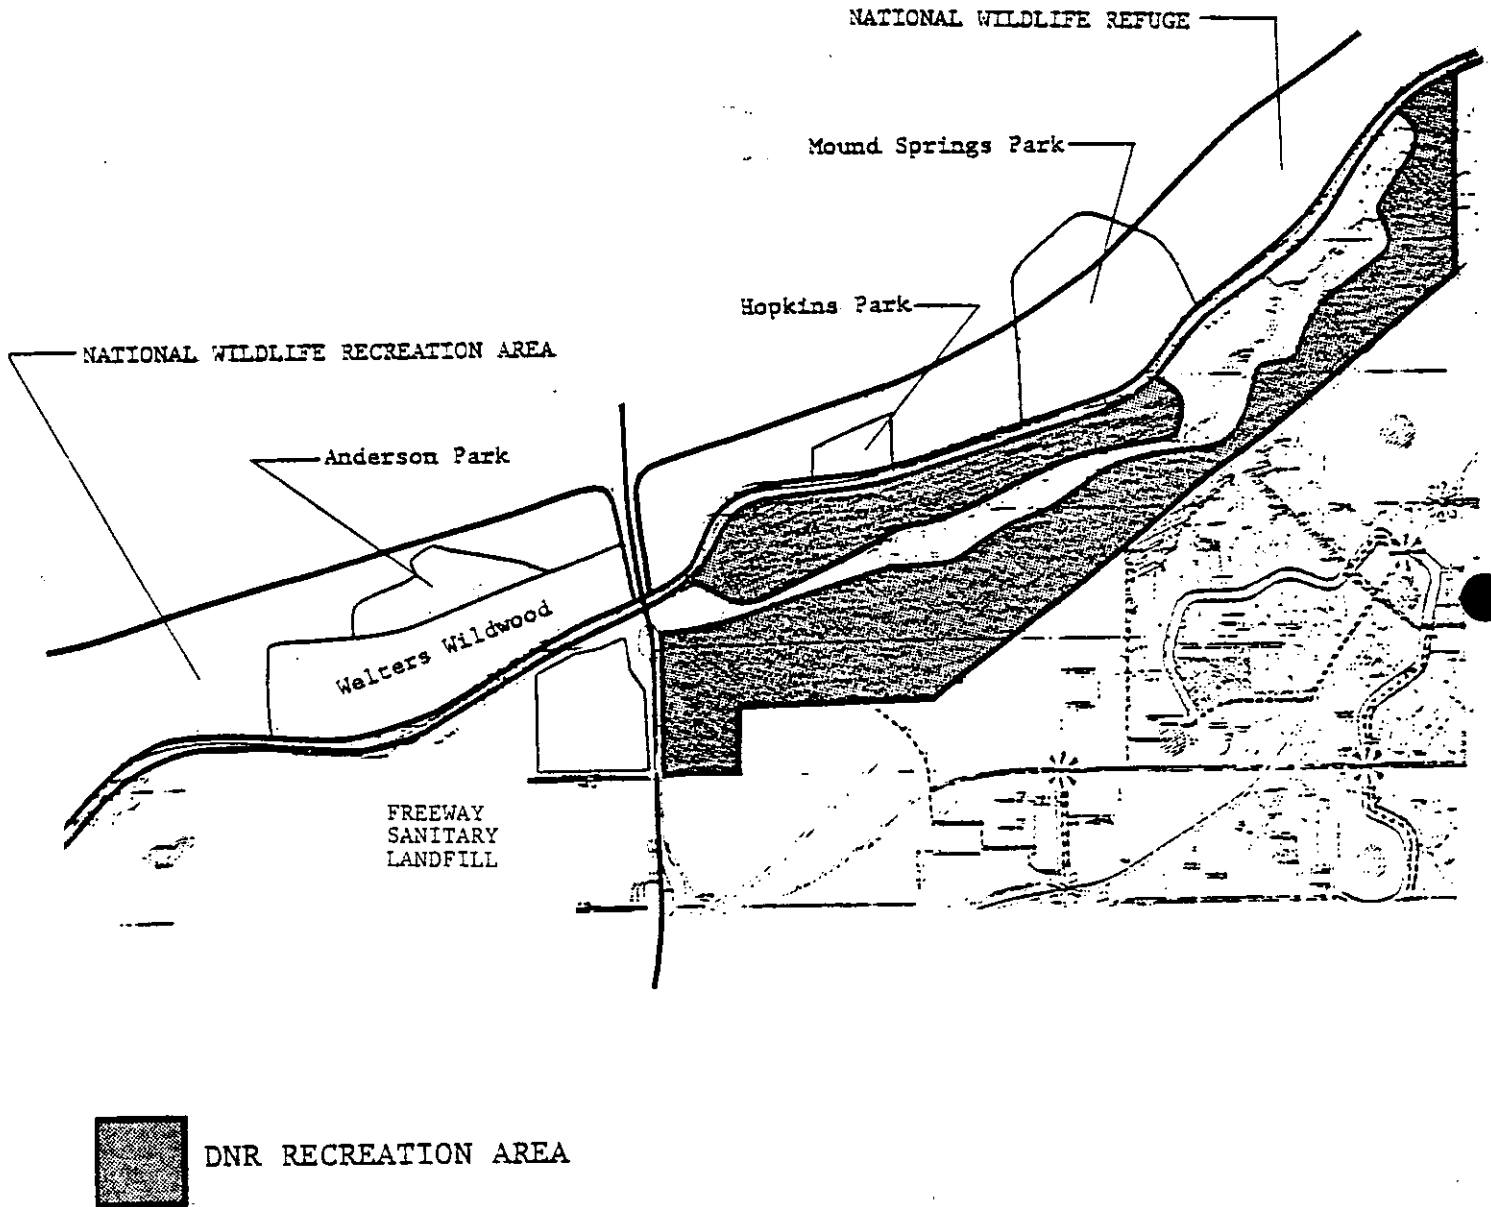 NATIONAL WILDLIFE REFUGE
Mound Springs Park
Hopkins Park
NATIONAL WILDLIFE RECREATION AREA
Anderson Park
Welters Wildwood
FREEWAY
SANITARY
LANDFILL
DNR RECREATION AREA